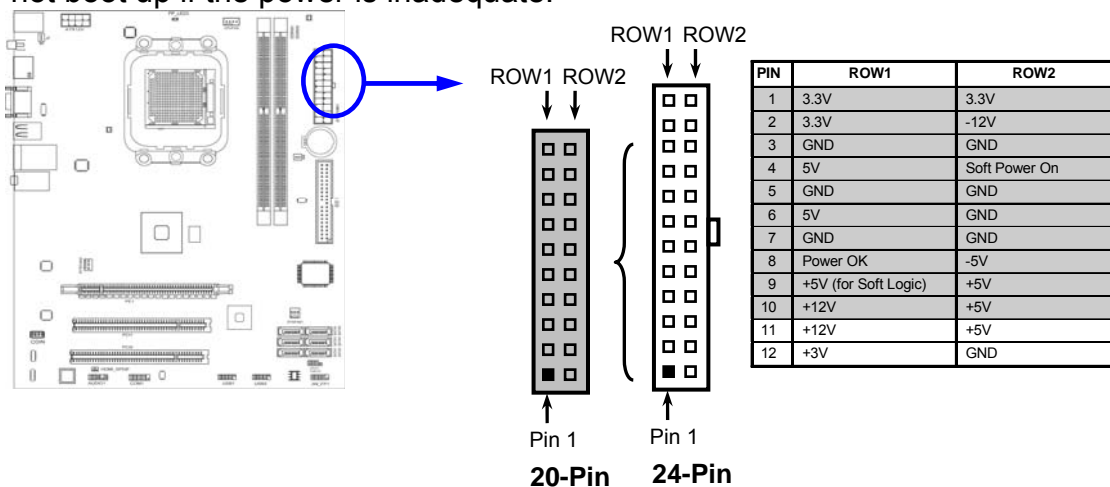 not boot up if the power is inadequate.
ROW1 ROW2
ROW1 ROW2
PIN ROW1 ROW2
1 3.3V 3.3V
2 3.3V -12V
3 GND GND
4 5V Soft Power On
5 GND GND
6 5V GND
7 GND GND
8 Power OK -5V
9 +5V (for Soft Logic) +5V
10 +12V +5V
11 +12V +5V
12 +3V GND
Pin 1
Pin 1
20-Pin
24-Pin